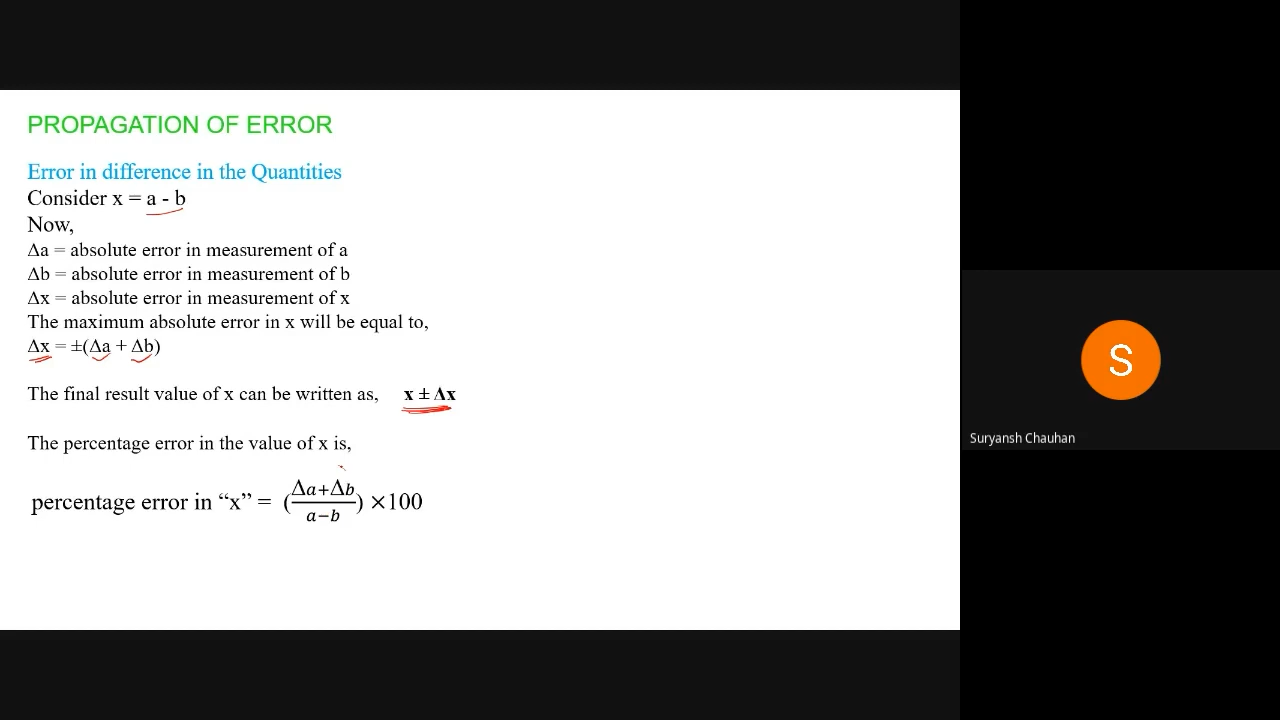 PROPAGATION OF ERROR
Error in difference in the Quantities
Consider x = a - b
Now,
Δa = absolute error in measurement of a
Δb = absolute error in measurement of b
Δx = absolute error in measurement of x
The maximum absolute error in x will be equal to,
Δx = ±(Δa + Δb)
The final result value of x can be written as, x ± Δx
The percentage error in the value of x is,
percentage error in “x” = (Δa+Δb / a−b) ×100
S
Suryansh Chauhan